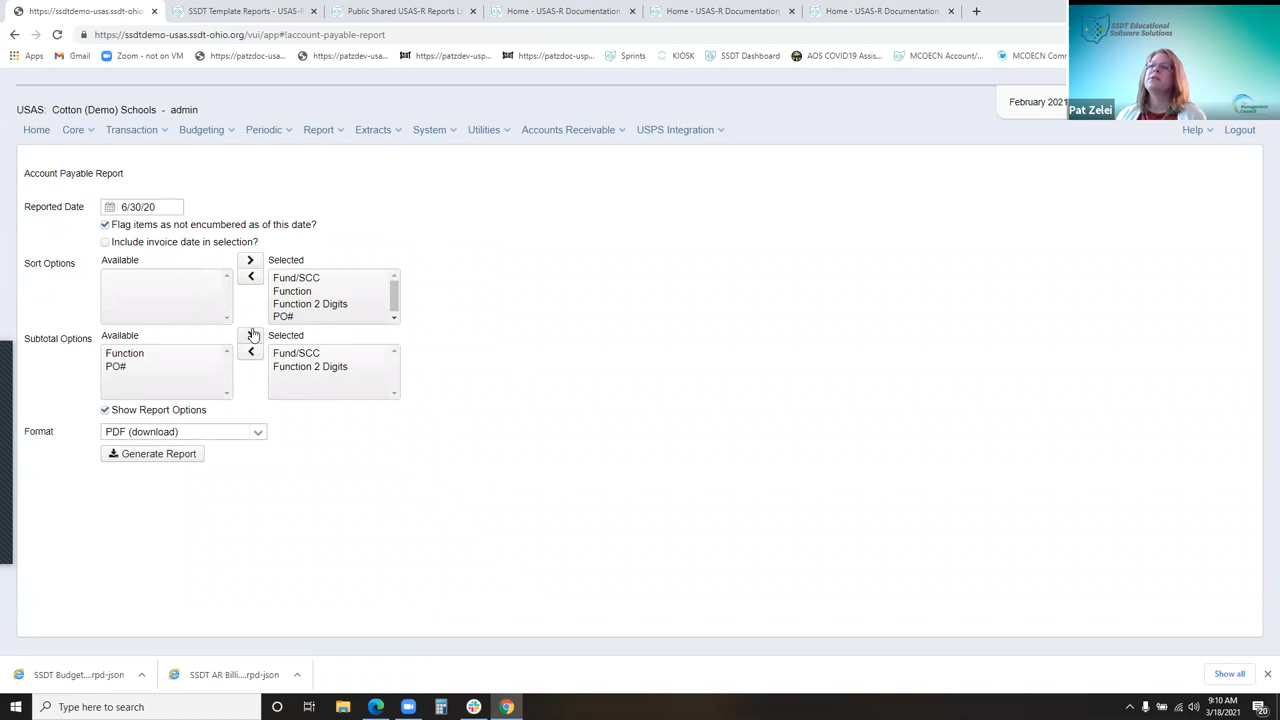 https://ssdtdemo-usas.ssdt-ohio.o
SSDT Template Reports - USAS-R
Public Shared USAS-R Reports Li
Home - USAS-R Documentation
Home - USAS-R Documentation
Home - USAS-R Documentation
https://ssdtdemo-usas.ssdt-ohio.org/vui/app#account-payable-report
Apps
Gmail
Zoom - not on VM
https://patzdoc-usa...
https://patzdev-usa...
https://patzdev-usp...
https://patzdoc-usp...
Sprints
KIOSK
SSDT Dashboard
AOS COVID19 Assis...
MCOECN Account/...
MCOECN Com
SSDT Educational
Software Solutions
Management
Council
Pat Zelei
USAS: Cotton (Demo) Schools - admin
February 2021
Home
Core
Transaction
Budgeting
Periodic
Report
Extracts
System
Utilities
Accounts Receivable
USPS Integration
Help
Logout
Account Payable Report
Reported Date
6/30/20
Flag items as not encumbered as of this date?
Include invoice date in selection?
Sort Options
Available
Selected
Fund/SCC
Function
Function 2 Digits
PO#
Subtotal Options
Available
Selected
Function
PO#
Fund/SCC
Function 2 Digits
Show Report Options
Format
PDF (download)
Generate Report
SSDT Budget....rpd-json
SSDT AR Billi....rpd-json
Show all
Type here to search
9:10 AM
3/18/2021
20